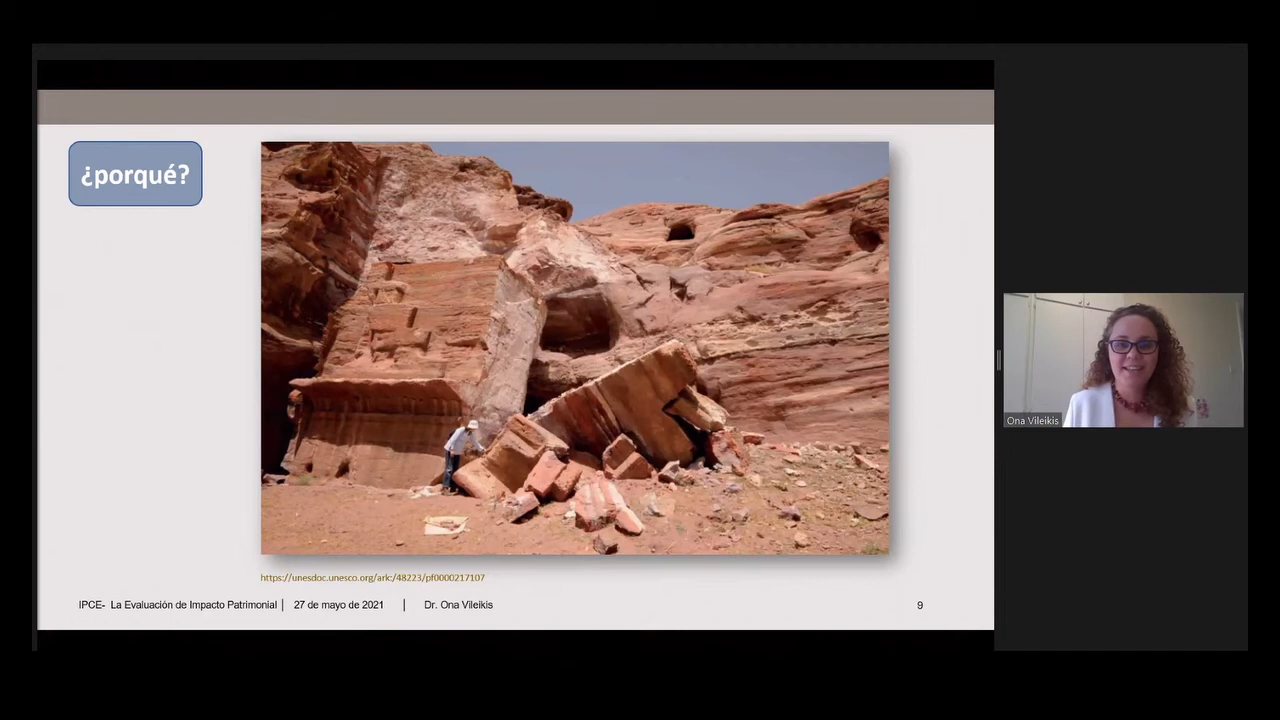 ¿porqué?
https://unesdoc.unesco.org/ark:/48223/pf0000217107
IPCE- La Evaluación de Impacto Patrimonial | 27 de mayo de 2021 | Dr. Ona Vileikis
9
Ona Vileikis